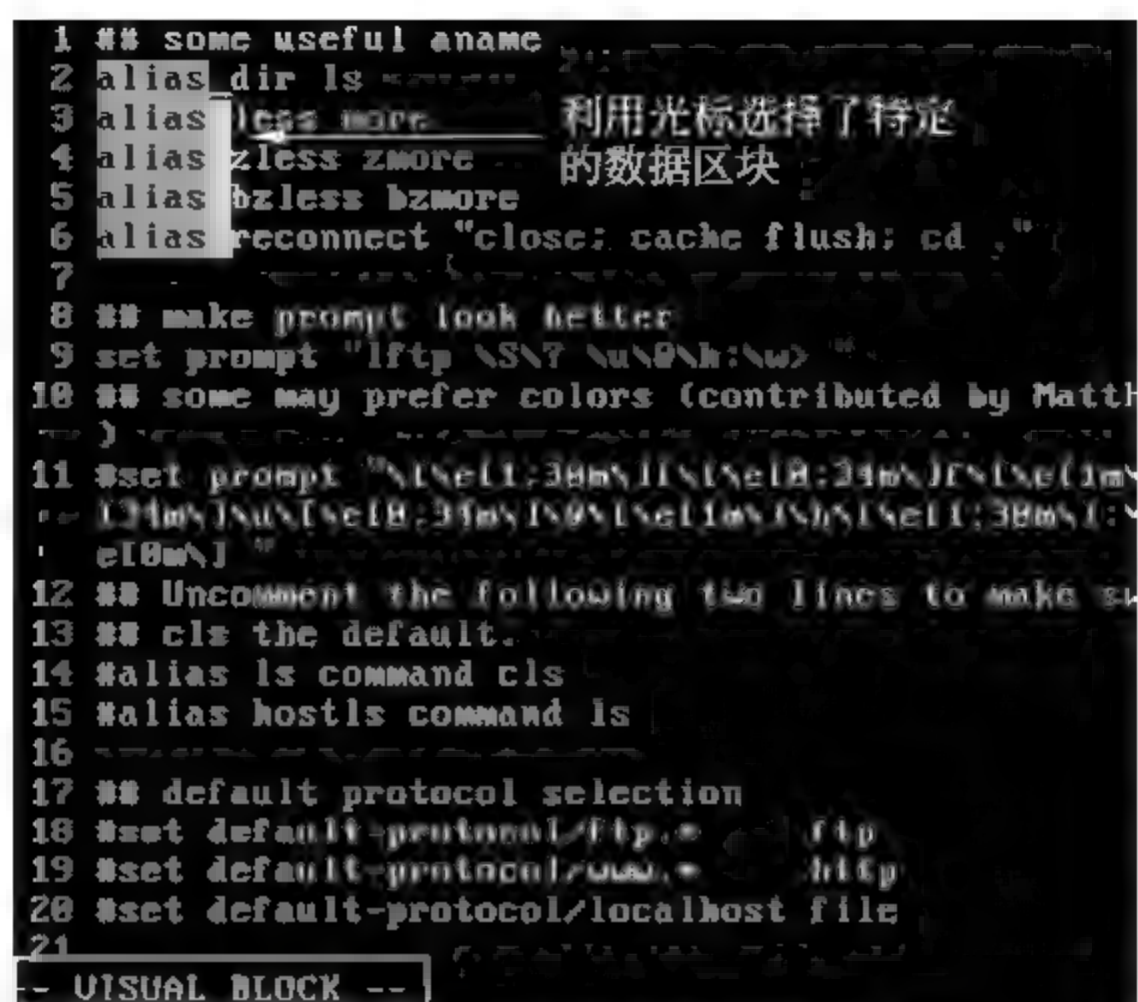 1 ## some useful aname
2 alias dir ls
3 alias less more
利用光标选择了特定
4 alias zless zmore
的数据区块
5 alias bzless bzmore
6 alias reconnect "close; cache flush; cd ."
7
8 ## make prompt look better
9 set prompt "lftp \S\? \u\@\h:\w> "
10 ## some may prefer colors (contributed by Matth
)
11 #set prompt
e[0m\] "
12 ## Uncomment the following two lines to make su
13 ## cls the default.
14 #alias ls command cls
15 #alias hostls command ls
16
17 ## default protocol selection
18 #set default-protocol/ftp.* ftp
19 #set default-protocol/www.* http
20 #set default-protocol/localhost file
21
-- VISUAL BLOCK --